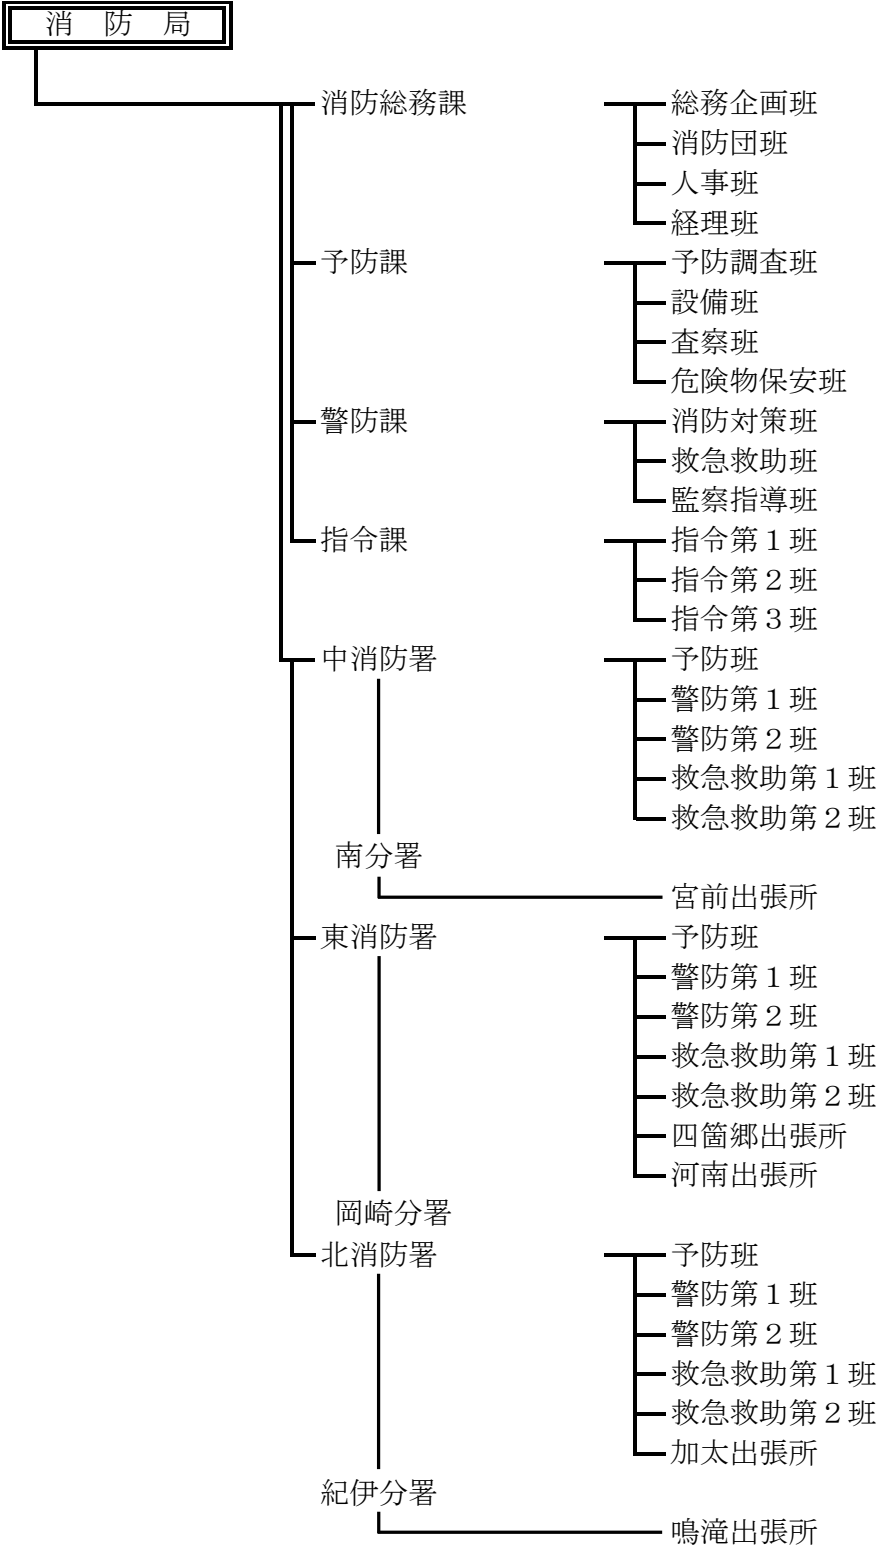 消　防　局
消防総務課　総務企画班
消防団班
人事班
経理班
予防課　予防調査班
設備班
査察班
危険物保安班
警防課　消防対策班
救急救助班
監察指導班
指令課　指令第１班
指令第２班
指令第３班
中消防署　予防班
警防第１班
警防第２班
救急救助第１班
救急救助第２班
南分署
宮前出張所
東消防署　予防班
警防第１班
警防第２班
救急救助第１班
救急救助第２班
四箇郷出張所
河南出張所
岡崎分署
北消防署　予防班
警防第１班
警防第２班
救急救助第１班
救急救助第２班
加太出張所
紀伊分署
鳴滝出張所